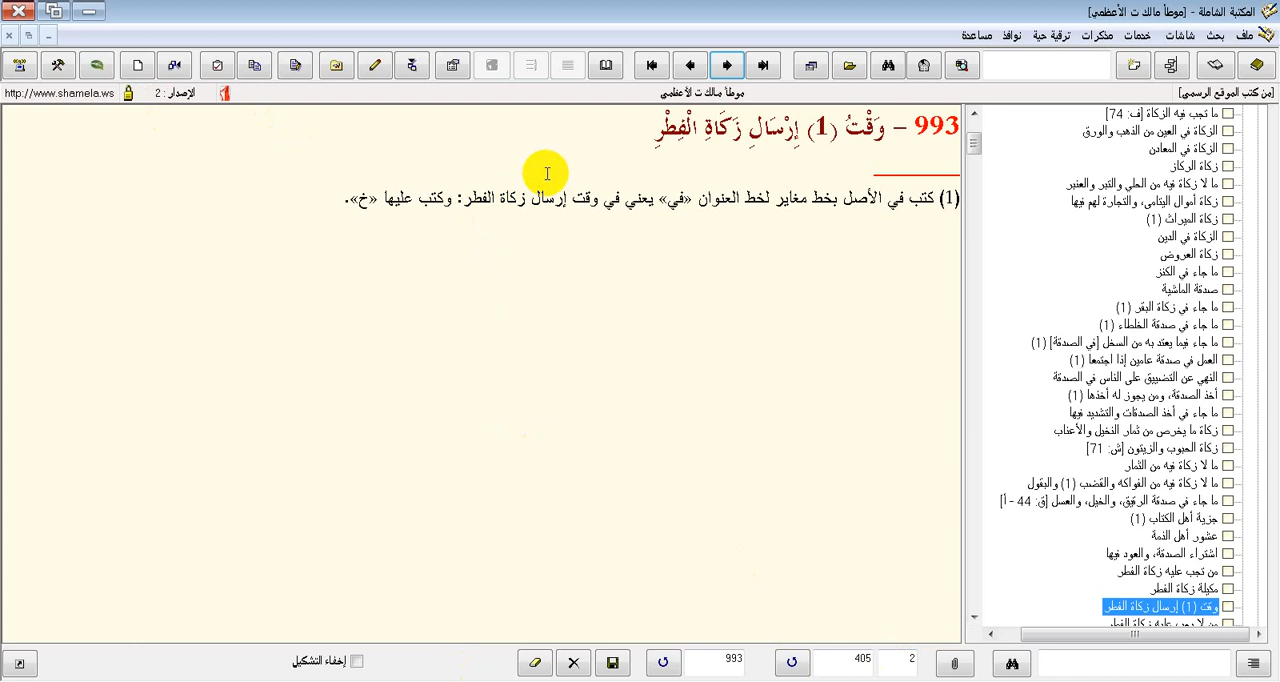 المكتبة الشاملة - [موطأ مالك ت الأعظمي]
ملف بحث شاشات خدمات مذكرات ترقية حية نوافذ مساعدة
[من كتب الموقع الرسمي] موطأ مالك ت الأعظمي الإصدار: 2 http://www.shamela.ws
993 – وَقْتُ (1) إِرْسَالِ زَكَاةِ الْفِطْرِ
(1) كتب في الأصل بخط مغاير لخط العنوان «في» يعني في وقت إرسال زكاة الفطر: وكتب عليها «خ».
ما تجب فيه الزكاة [ف: 74]
الزكاة في العين من الذهب والورق
الزكاة في المعادن
زكاة الركاز
ما لا زكاة فيه من الحلي والتبر والعنبر
زكاة أموال اليتامى، والتجارة لهم فيها
زكاة الميراث (1)
الزكاة في الدين
زكاة العروض
ما جاء في الكنز
صدقة الماشية
ما جاء في زكاة البقر (1)
ما جاء في صدقة الخلطاء (1)
ما جاء فيما يعتد به من السخل [في الصدقة] (1)
العمل في صدقة عامين إذا اجتمعا (1)
النهي عن التضييق على الناس في الصدقة
أخذ الصدقة، ومن يجوز له أخذها (1)
ما جاء في أخذ الصدقات والتشديد فيها
زكاة ما يخرص من ثمار النخيل والأعناب
زكاة الحبوب والزيتون [ش: 71]
ما لا زكاة فيه من الثمار
ما لا زكاة فيه من الفواكه والقضب (1) والبقول
ما جاء في صدقة الرقيق، والخيل، والعسل [ق: 44 - أ]
جزية أهل الكتاب (1)
عشور أهل الذمة
اشتراء الصدقة، والعود فيها
من تجب عليه زكاة الفطر
مكيلة زكاة الفطر
وقت (1) إرسال زكاة الفطر
2 405 993 إخفاء التشكيل